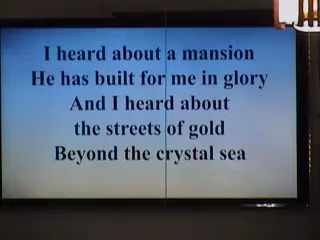 I heard about a mansion
He has built for me in glory
And I heard about
the streets of gold
Beyond the crystal sea